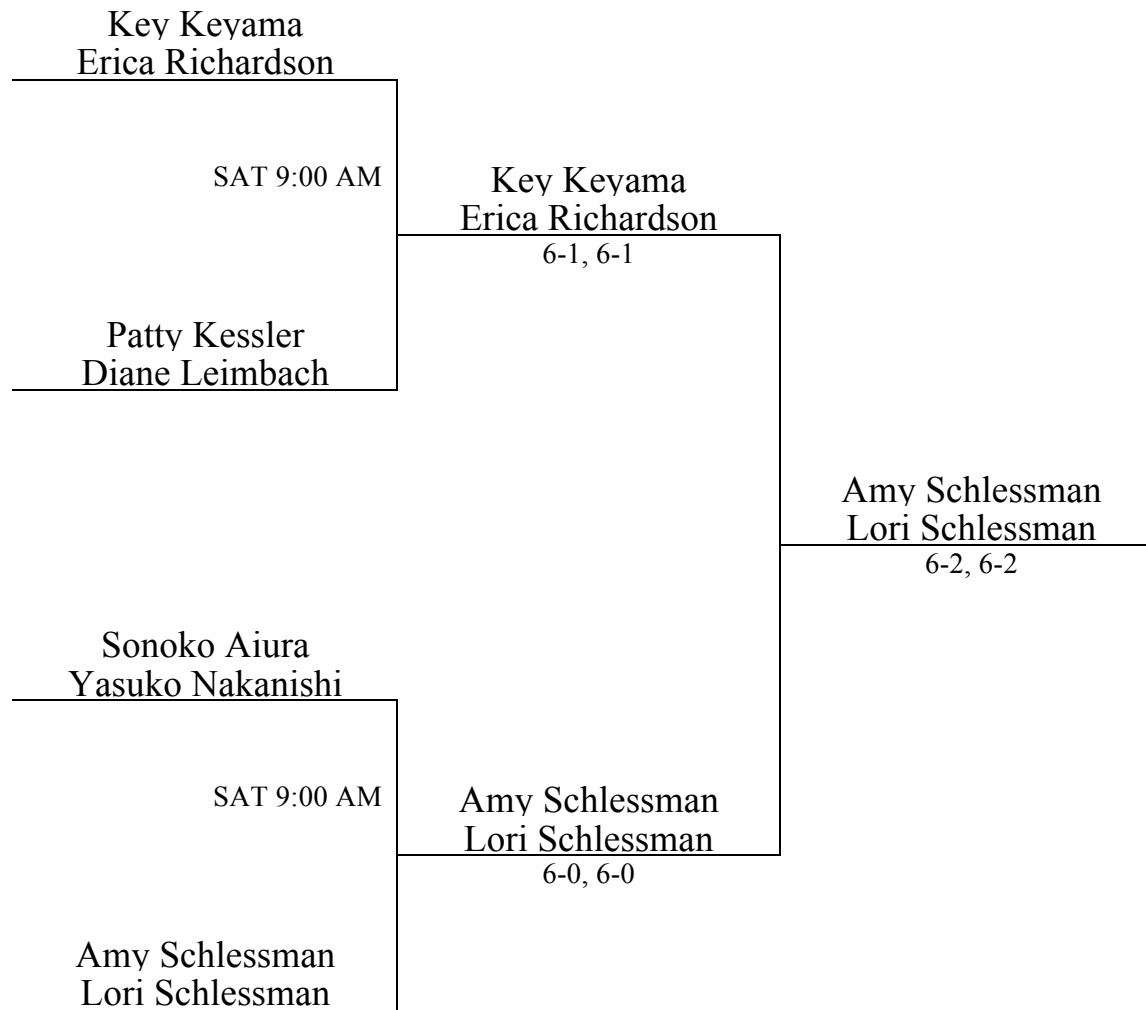 Key Keyama
Erica Richardson
SAT 9:00 AM
Key Keyama
Erica Richardson
6-1, 6-1
Patty Kessler
Diane Leimbach
Amy Schlessman
Lori Schlessman
6-2, 6-2
Sonoko Aiura
Yasuko Nakanishi
SAT 9:00 AM
Amy Schlessman
Lori Schlessman
6-0, 6-0
Amy Schlessman
Lori Schlessman